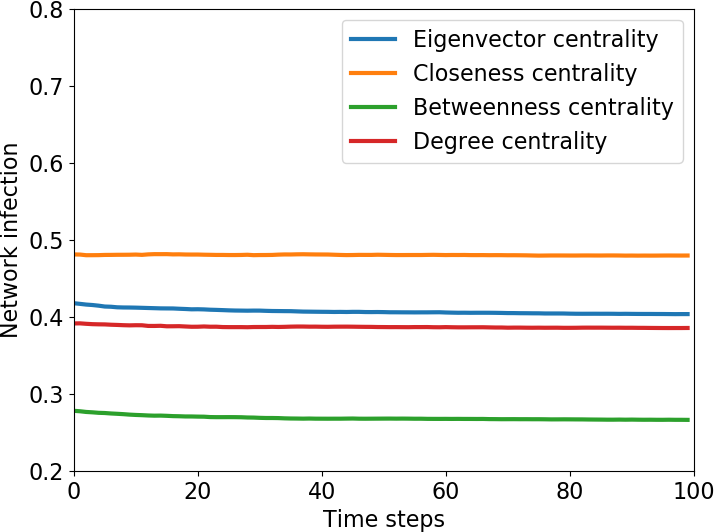 0.8
0.7
0.6
0.5
0.4
0.3
0.2
Network infection
Eigenvector centrality
Closeness centrality
Betweenness centrality
Degree centrality
0 20 40 60 80 100
Time steps